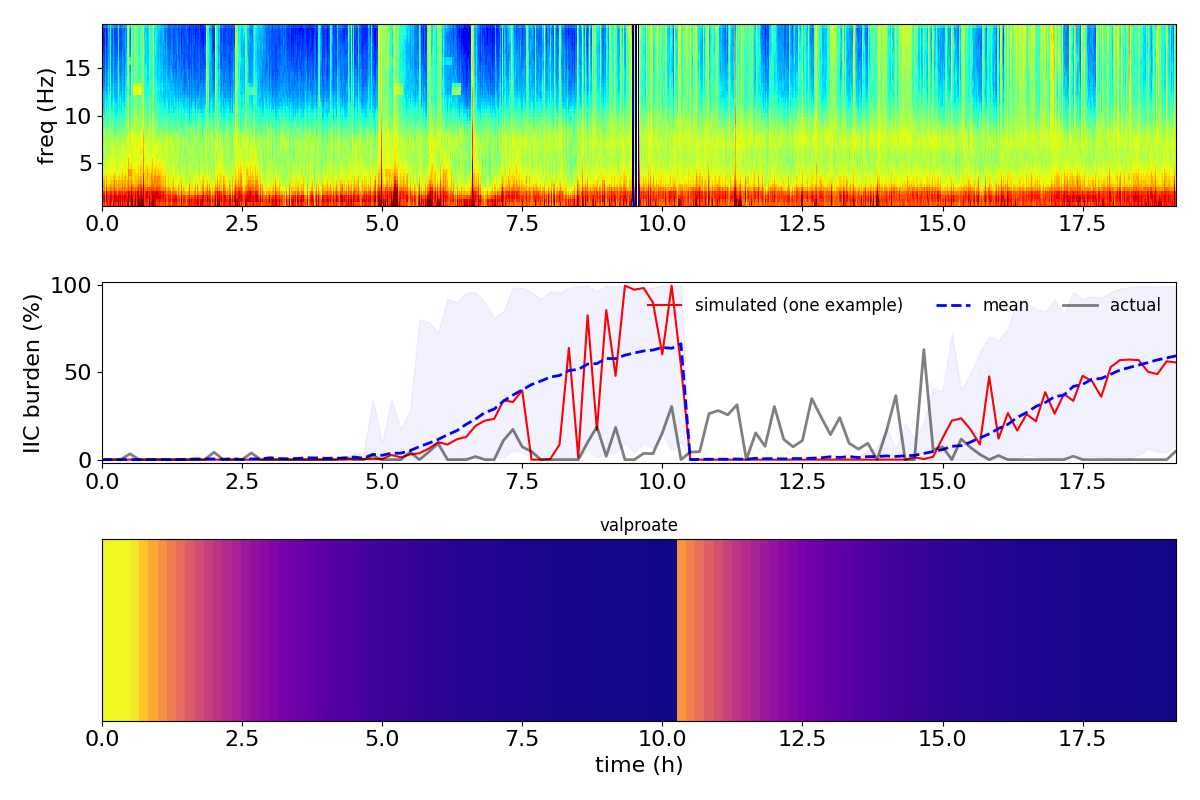 freq (Hz)
15
10
5
0.0 2.5 5.0 7.5 10.0 12.5 15.0 17.5
IIC burden (%)
100
50
0
simulated (one example) mean actual
0.0 2.5 5.0 7.5 10.0 12.5 15.0 17.5
valproate
0.0 2.5 5.0 7.5 10.0 12.5 15.0 17.5
time (h)